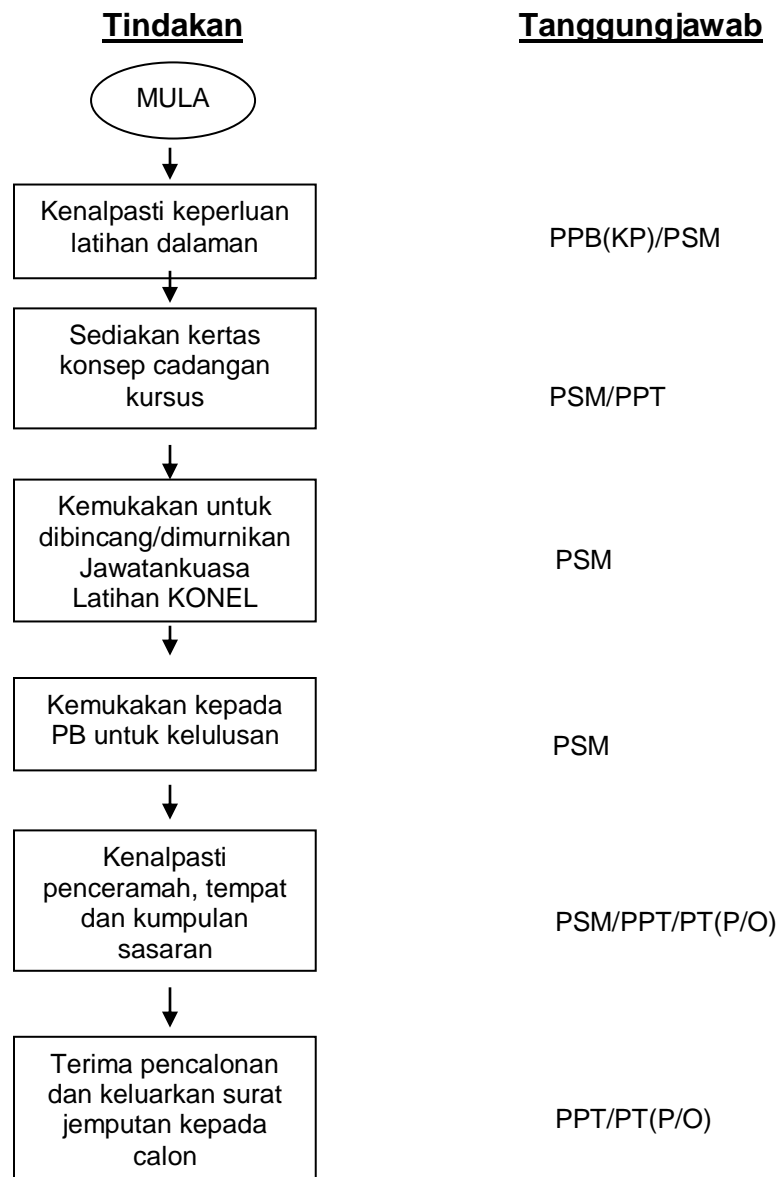 Tindakan Tanggungjawab
MULA
Kenalpasti keperluan
latihan dalaman
PPB(KP)/PSM
Sediakan kertas
konsep cadangan
kursus
PSM/PPT
Kemukakan untuk
dibincang/dimurnikan
Jawatankuasa
Latihan KONEL
PSM
Kemukakan kepada
PB untuk kelulusan
PSM
Kenalpasti
penceramah, tempat
dan kumpulan
sasaran
PSM/PPT/PT(P/O)
Terima pencalonan
dan keluarkan surat
jemputan kepada
calon
PPT/PT(P/O)